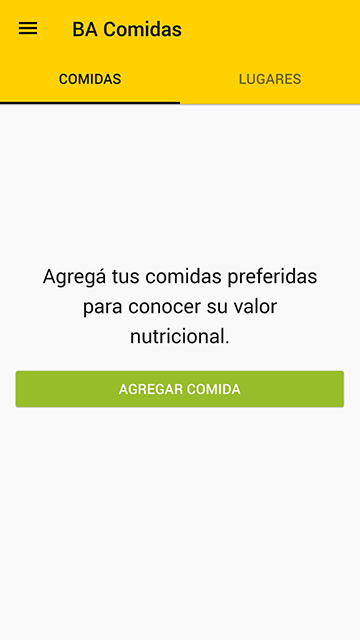 BA Comidas
COMIDAS
LUGARES
Agregá tus comidas preferidas
para conocer su valor
nutricional.
AGREGAR COMIDA